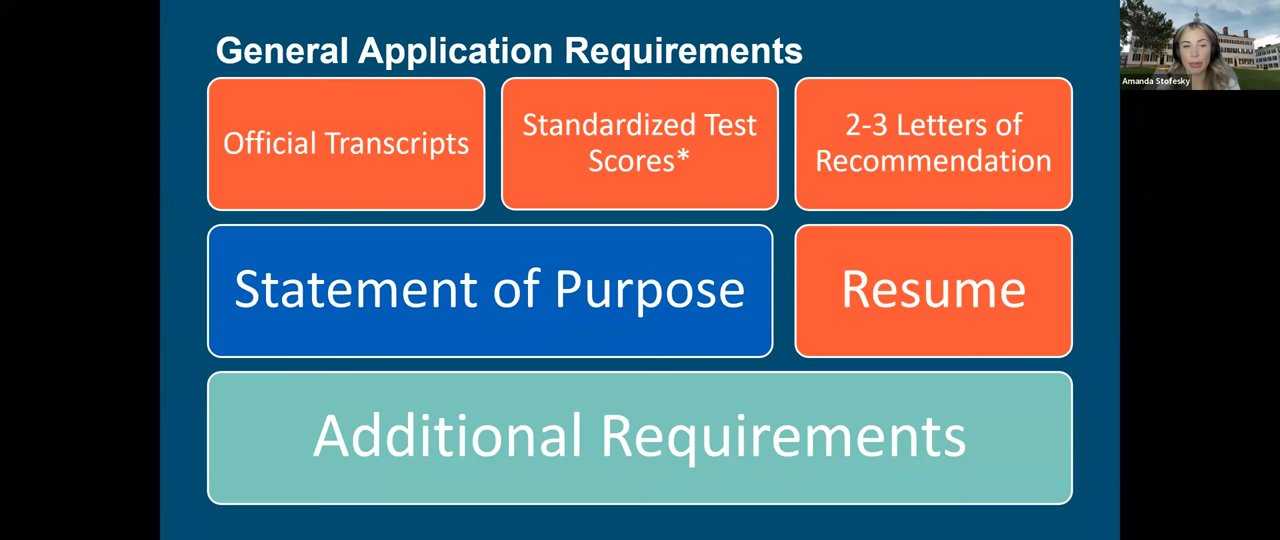 General Application Requirements
Official Transcripts
Standardized Test
Scores*
2-3 Letters of
Recommendation
Statement of Purpose
Resume
Additional Requirements
Amanda Stofesky